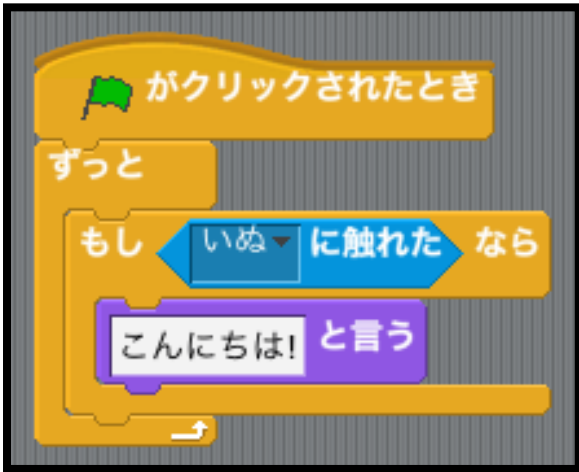 がクリックされたとき
ずっと
もし いぬ に触れた なら
こんにちは! と言う